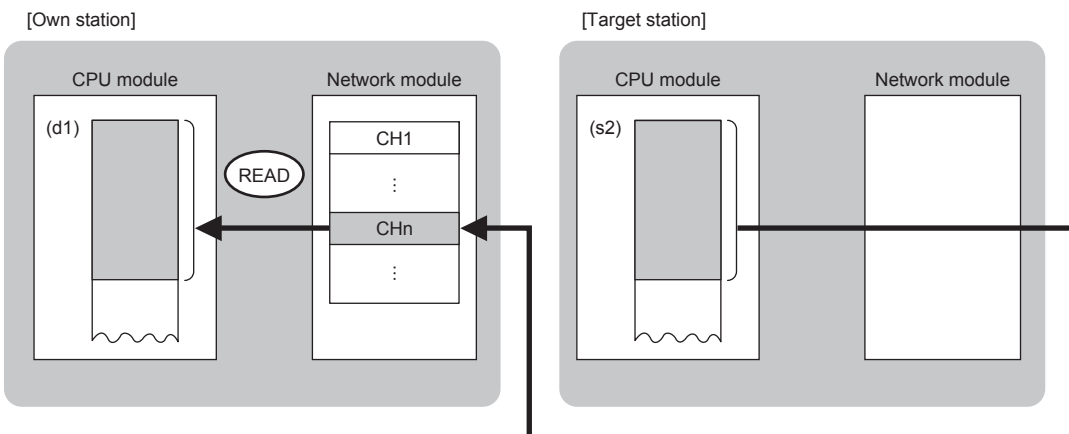 [Own station]
[Target station]
CPU module
Network module
CPU module
Network module
(d1)
CH1
(s2)
READ
⋮
CHn
⋮